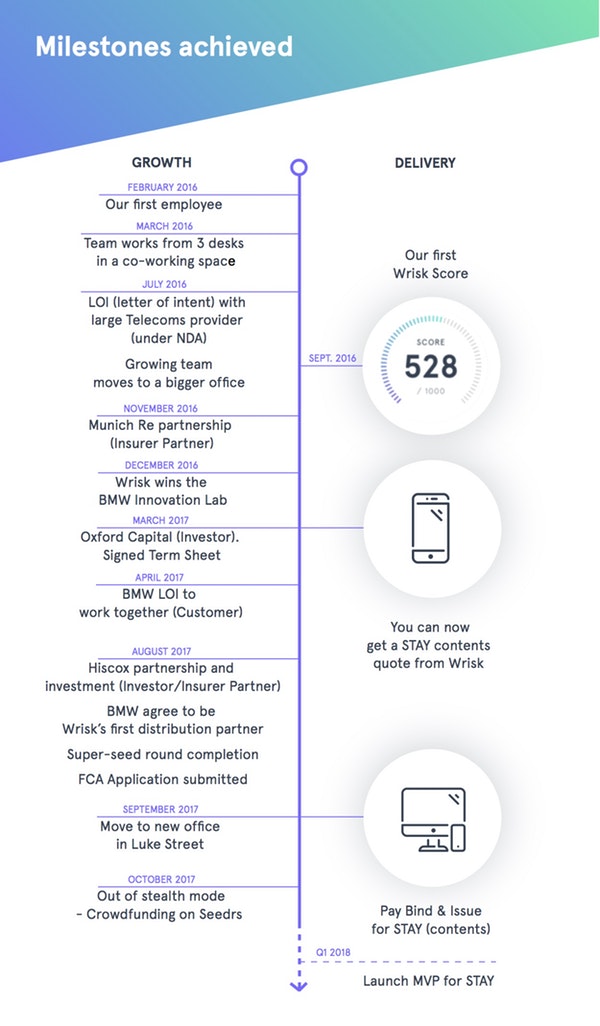 Milestones achieved
GROWTH
FEBRUARY 2016
Our first employee
MARCH 2016
Team works from 3 desks
in a co-working space
JULY 2016
LOI (letter of intent) with
large Telecoms provider
(under NDA)
Growing team
moves to a bigger office
NOVEMBER 2016
Munich Re partnership
(Insurer Partner)
DECEMBER 2016
Wrisk wins the
BMW Innovation Lab
MARCH 2017
Oxford Capital (Investor).
Signed Term Sheet
APRIL 2017
BMW LOI to
work together (Customer)
AUGUST 2017
Hiscox partnership and
investment (Investor/Insurer Partner)
BMW agree to be
Wrisk’s first distribution partner
Super-seed round completion
FCA Application submitted
SEPTEMBER 2017
Move to new office
in Luke Street
OCTOBER 2017
Out of stealth mode
- Crowdfunding on Seedrs
DELIVERY
Our first
Wrisk Score
SEPT. 2016
SCORE
528
/ 1000
You can now
get a STAY contents
quote from Wrisk
Pay Bind & Issue
for STAY (contents)
Q1 2018
Launch MVP for STAY